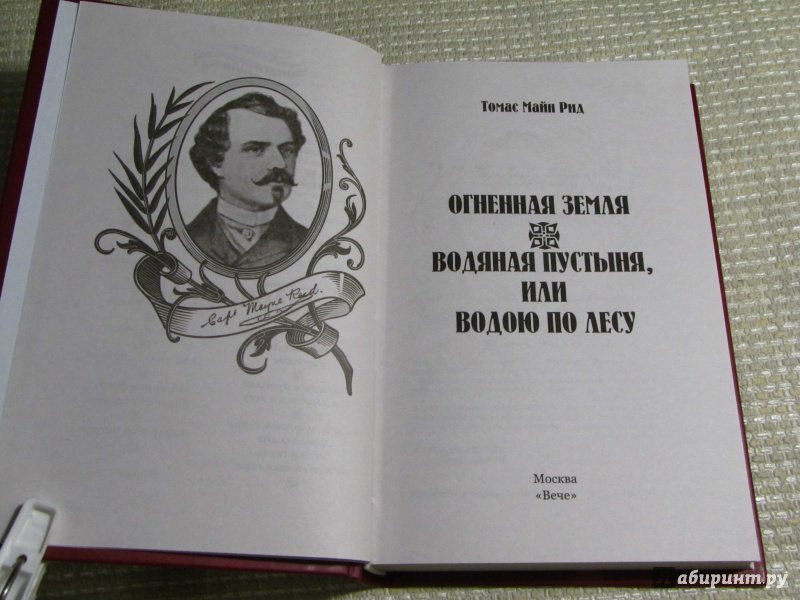 Capt Mayne Reid.
Томас Майн Рид
ОГНЕННАЯ ЗЕМЛЯ
ВОДЯНАЯ ПУСТЫНЯ,
ИЛИ
ВОДОЮ ПО ЛЕСУ
Москва
«Вече»
Лабиринт.ру